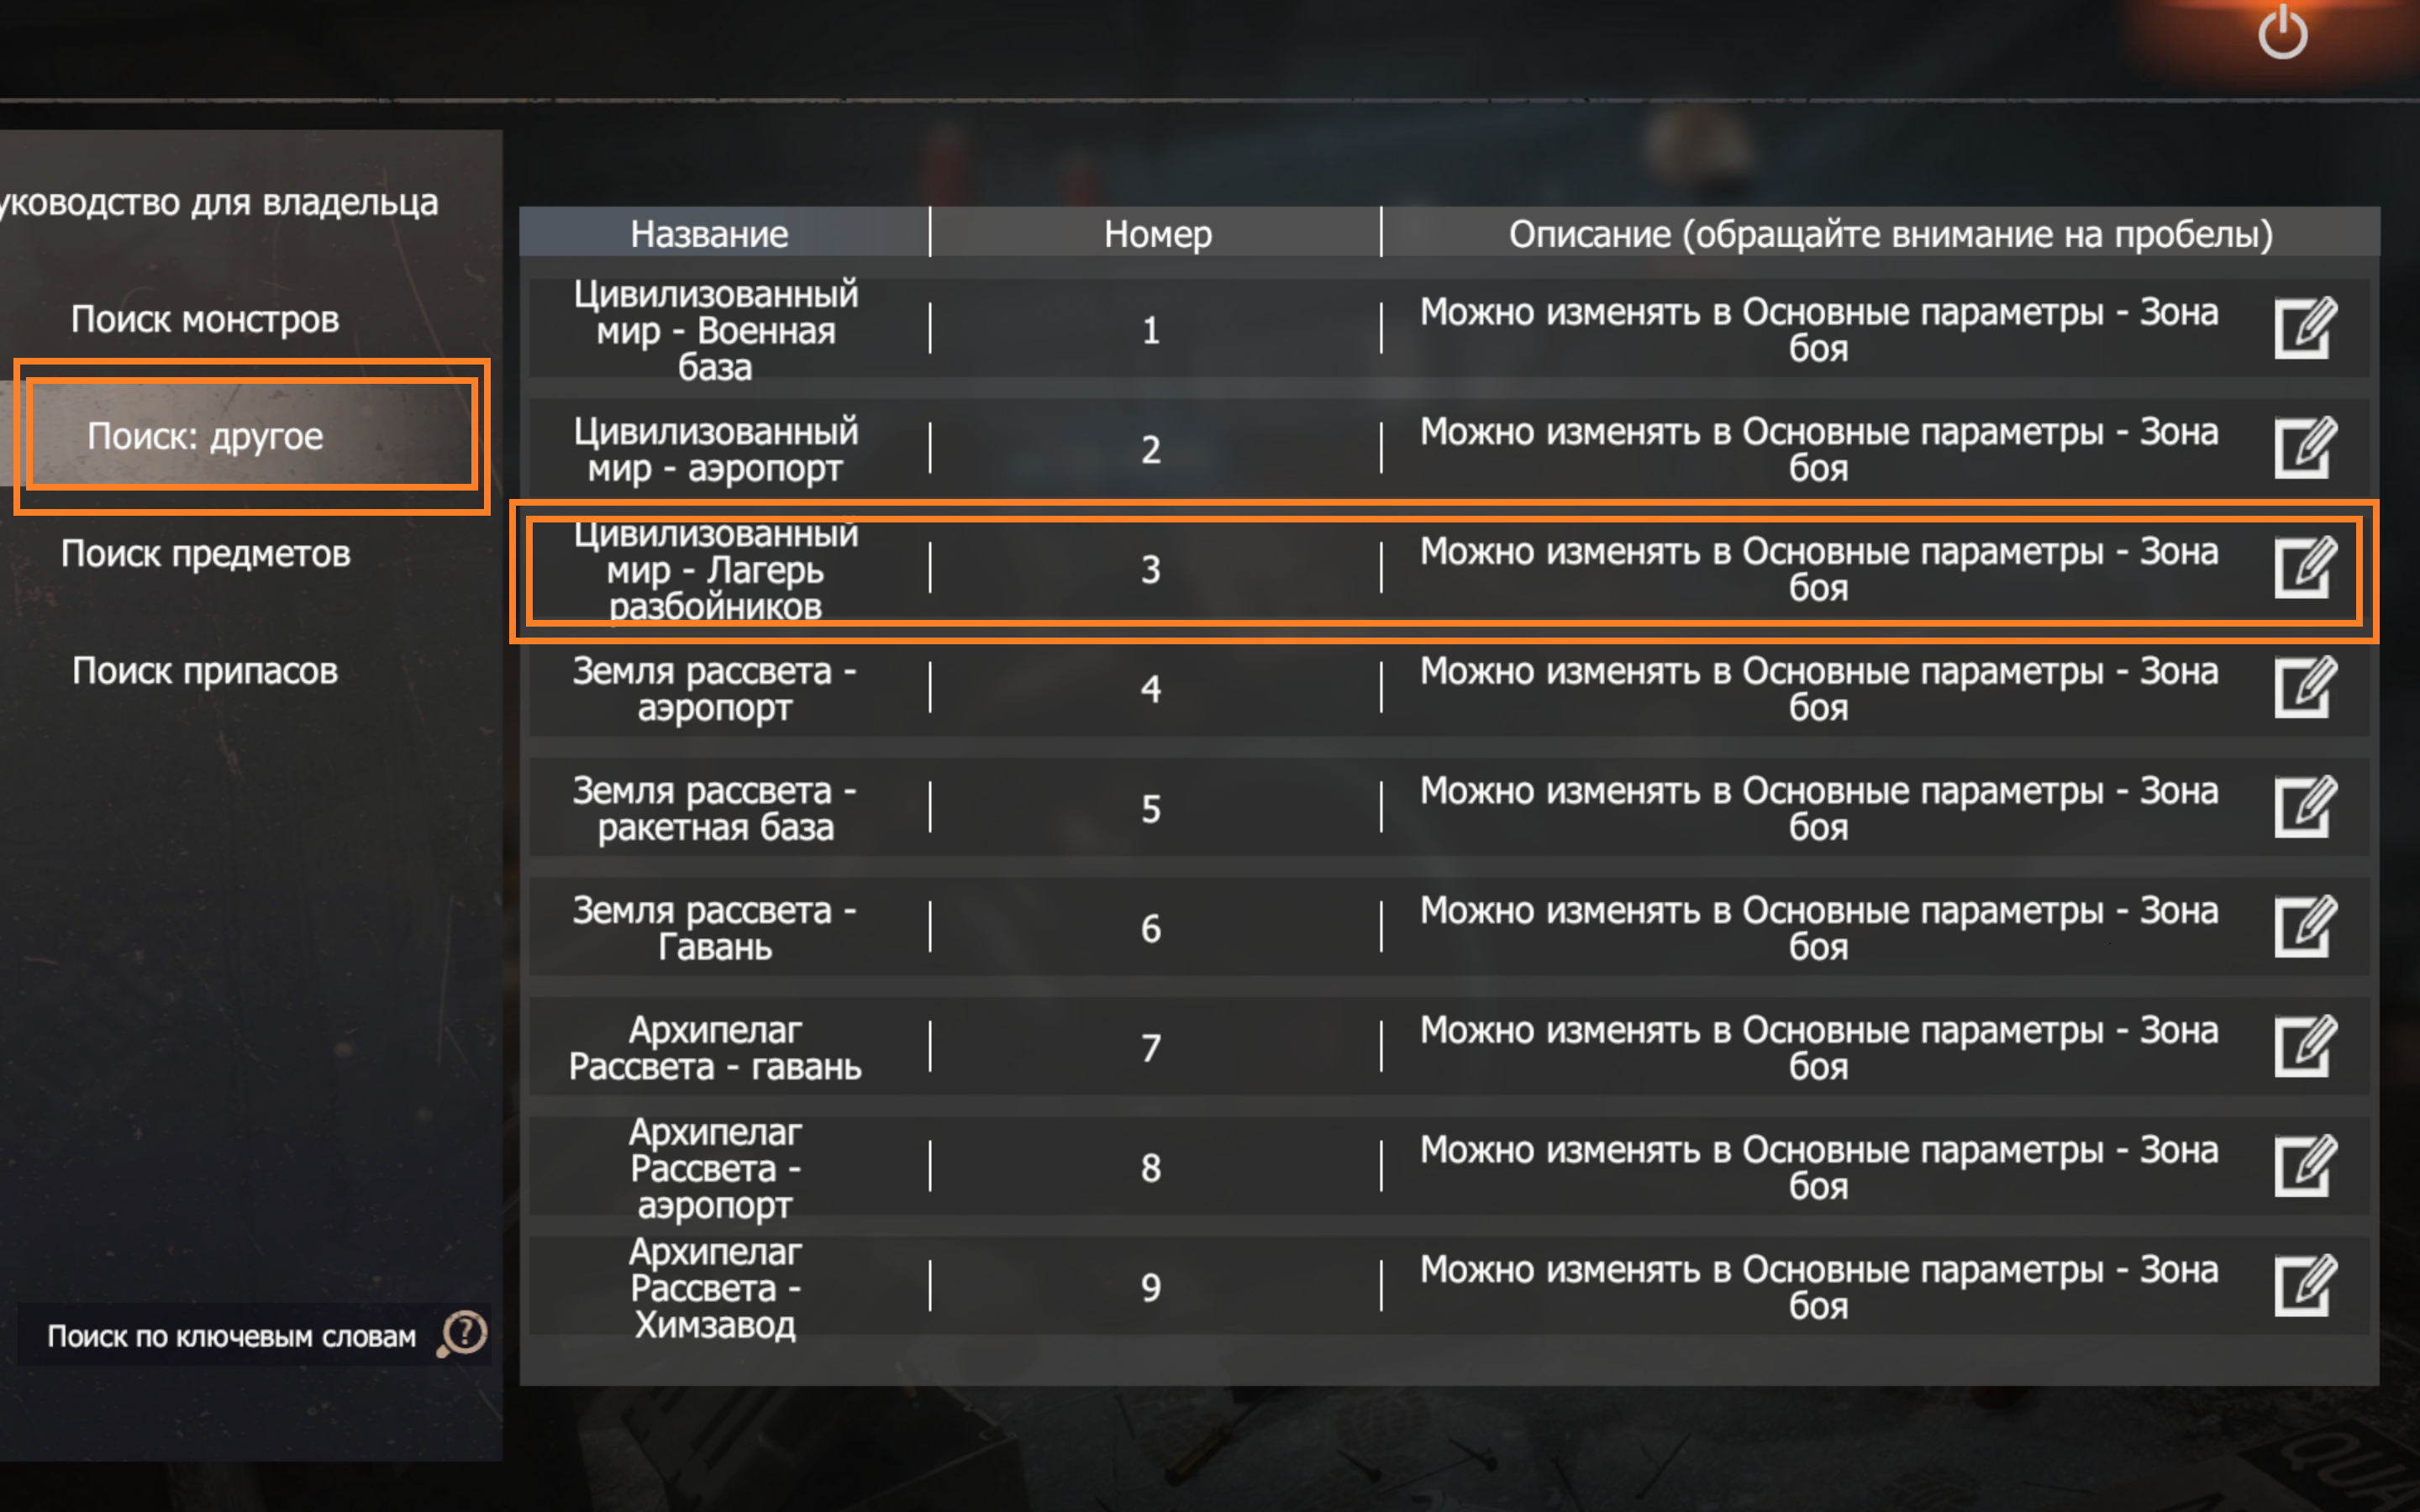 уководство для владельца
Поиск монстров
Поиск: другое
Поиск предметов
Поиск припасов
Поиск по ключевым словам
Название
Номер
Описание (обращайте внимание на пробелы)
Цивилизованный
мир - Военная
база
1
Можно изменять в Основные параметры - Зона
боя
Цивилизованный
мир - аэропорт
2
Можно изменять в Основные параметры - Зона
боя
Цивилизованный
мир - Лагерь
разбойников
3
Можно изменять в Основные параметры - Зона
боя
Земля рассвета -
аэропорт
4
Можно изменять в Основные параметры - Зона
боя
Земля рассвета -
ракетная база
5
Можно изменять в Основные параметры - Зона
боя
Земля рассвета -
Гавань
6
Можно изменять в Основные параметры - Зона
боя
Архипелаг
Рассвета - гавань
7
Можно изменять в Основные параметры - Зона
боя
Архипелаг
Рассвета -
аэропорт
8
Можно изменять в Основные параметры - Зона
боя
Архипелаг
Рассвета -
Химзавод
9
Можно изменять в Основные параметры - Зона
боя
QUA